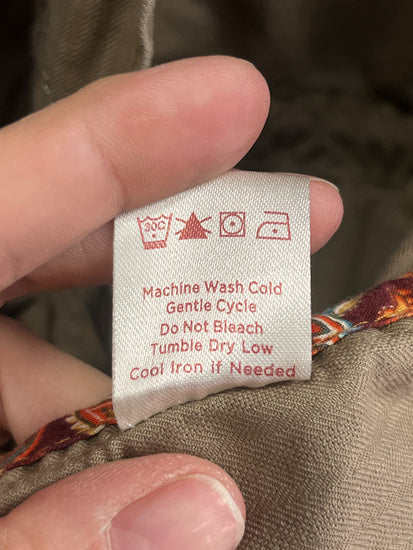 30C
Machine Wash Cold
Gentle Cycle
Do Not Bleach
Tumble Dry Low
Cool Iron if Needed